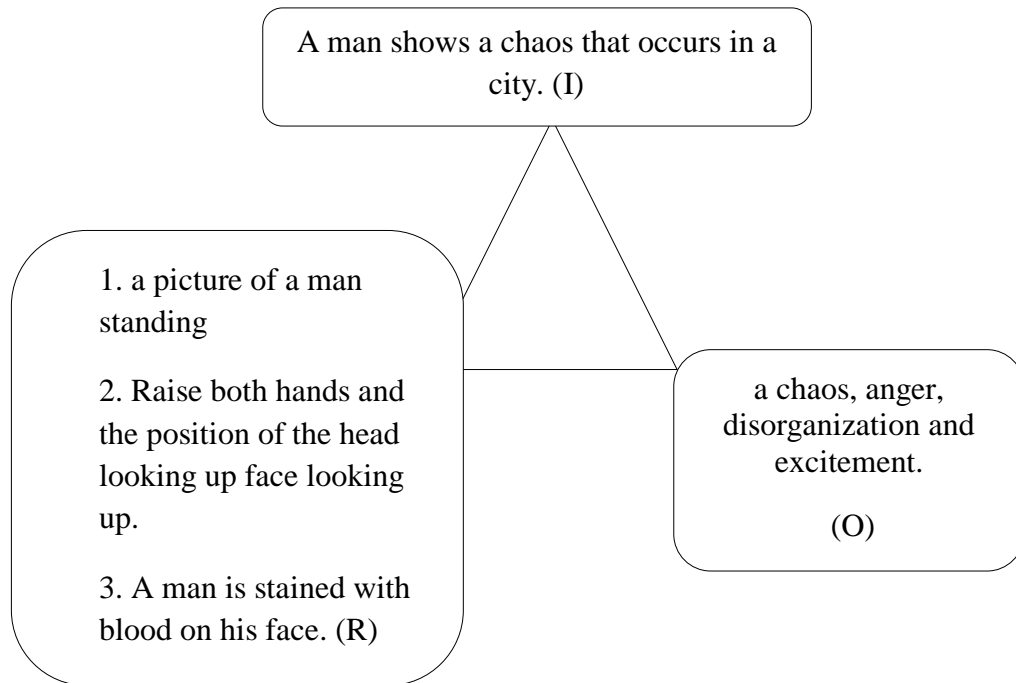 A man shows a chaos that occurs in a
city. (I)
1. a picture of a man
standing
2. Raise both hands and
the position of the head
looking up face looking
up.
3. A man is stained with
blood on his face. (R)
a chaos, anger,
disorganization and
excitement.
(O)